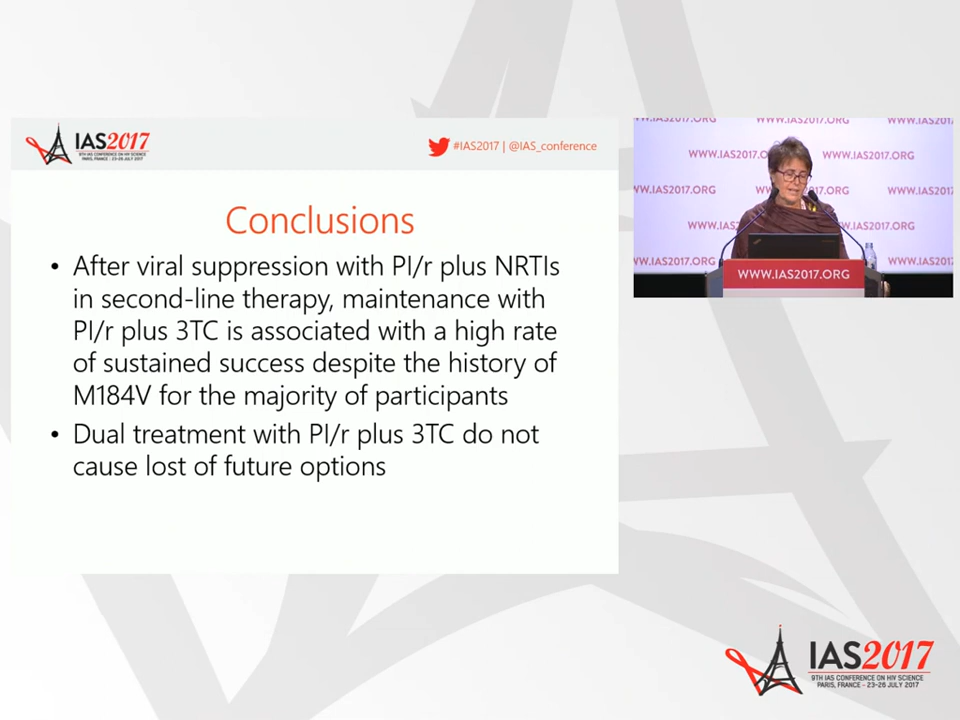 IAS2017
9TH IAS CONFERENCE ON HIV SCIENCE
PARIS, FRANCE · 23-26 JULY 2017
#IAS2017 | @IAS_conference
Conclusions
• After viral suppression with PI/r plus NRTIs
in second-line therapy, maintenance with
PI/r plus 3TC is associated with a high rate
of sustained success despite the history of
M184V for the majority of participants
• Dual treatment with PI/r plus 3TC do not
cause lost of future options
WWW.IAS2017.ORG
WWW.IAS2017.ORG
WWW.IAS2017.ORG
WWW.IAS2017.ORG
IAS2017
9TH IAS CONFERENCE ON HIV SCIENCE
PARIS, FRANCE - 23-26 JULY 2017